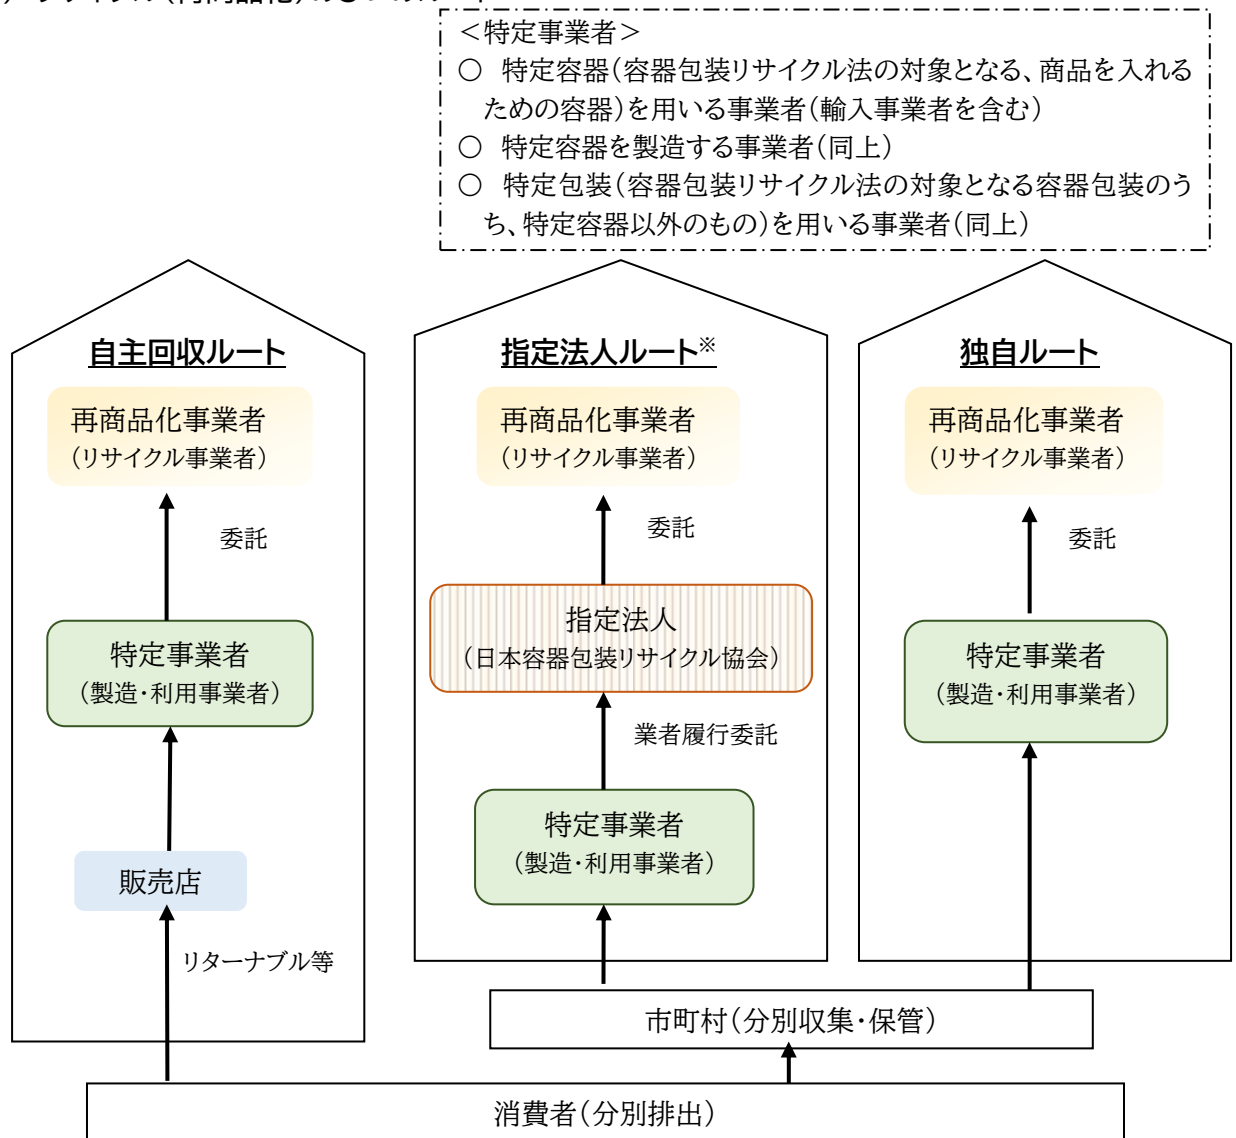 ＜特定事業者＞
○ 特定容器（容器包装リサイクル法の対象となる、商品を入れる
ための容器）を用いる事業者（輸入事業者を含む）
○ 特定容器を製造する事業者（同上）
○ 特定包装（容器包装リサイクル法の対象となる容器包装のう
ち、特定容器以外のもの）を用いる事業者（同上）
自主回収ルート
再商品化事業者
（リサイクル事業者）
委託
特定事業者
（製造・利用事業者）
販売店
リターナブル等
指定法人ルート※
再商品化事業者
（リサイクル事業者）
委託
指定法人
（日本容器包装リサイクル協会）
業者履行委託
特定事業者
（製造・利用事業者）
独自ルート
再商品化事業者
（リサイクル事業者）
委託
特定事業者
（製造・利用事業者）
市町村（分別収集・保管）
消費者（分別排出）